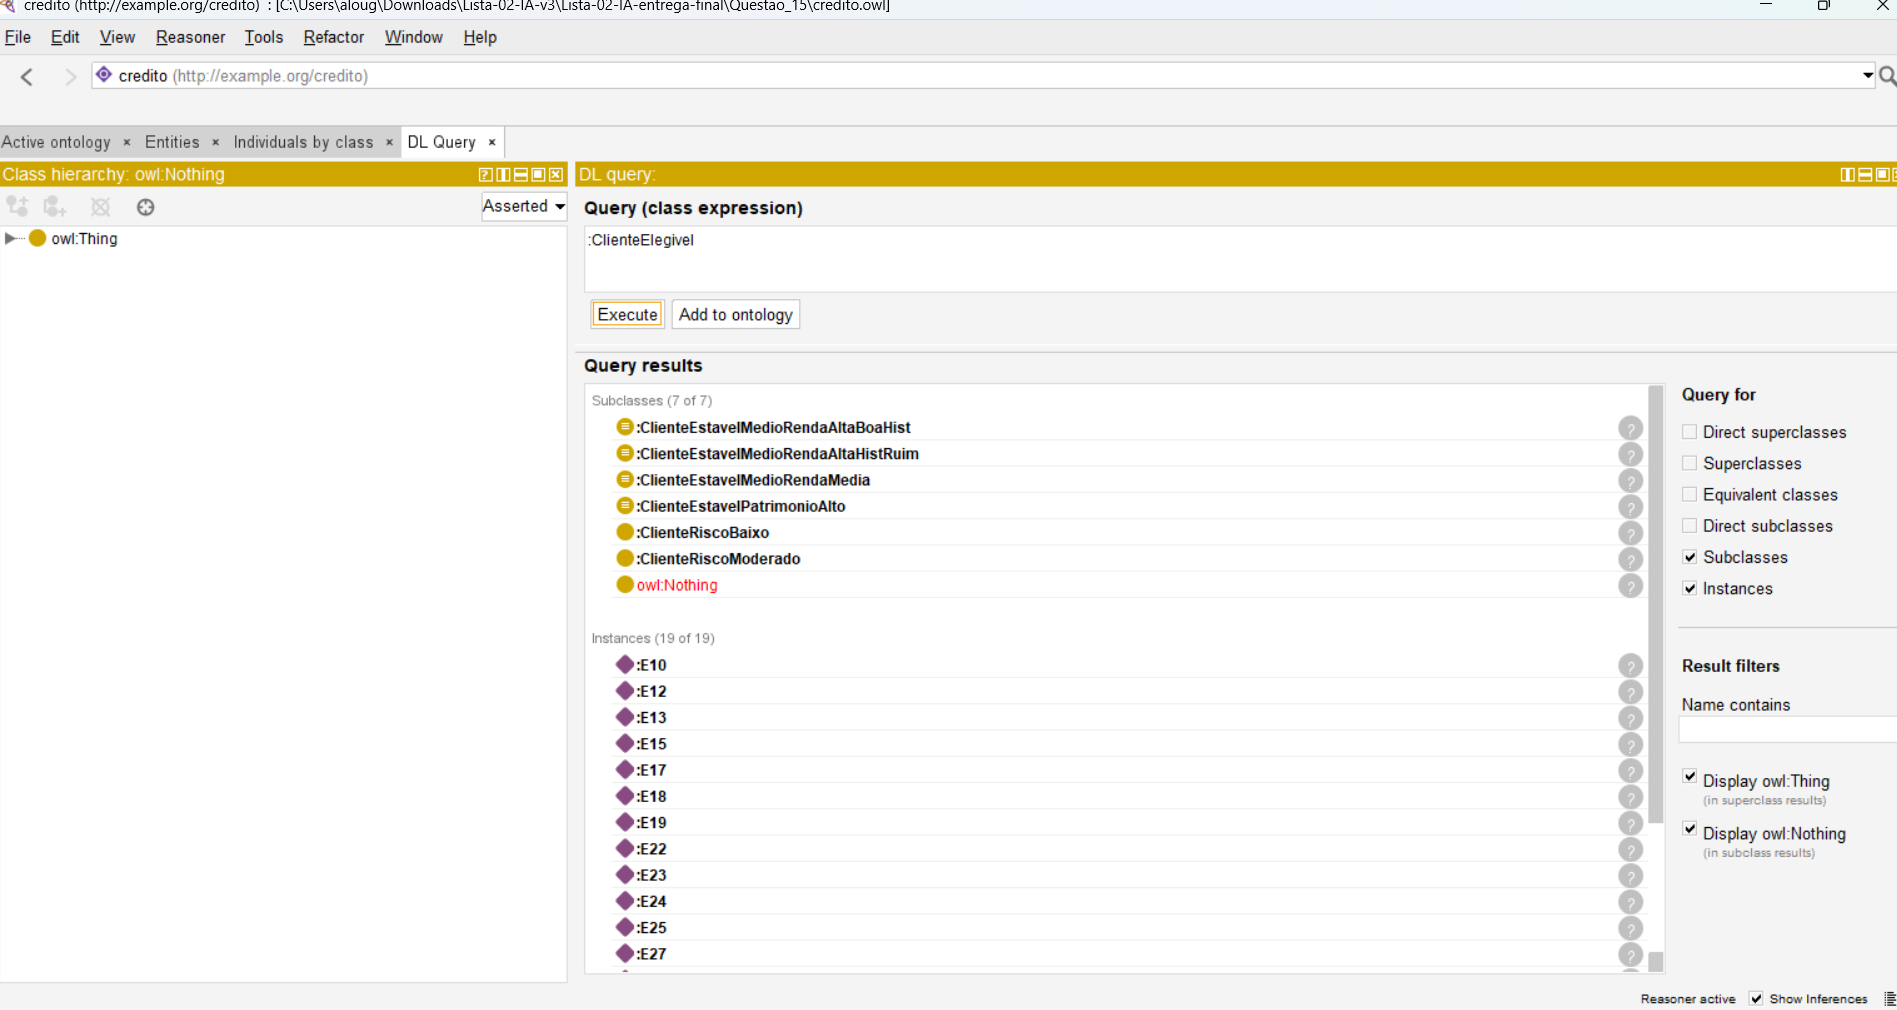 credito (http://example.org/credito) : [C:\Users\aloug\Downloads\Lista-02-IA-v3\Lista-02-IA-entrega-final\Questao_15\credito.owl]
File Edit View Reasoner Tools Refactor Window Help
credito (http://example.org/credito)
Active ontology × Entities × Individuals by class × DL Query ×
Class hierarchy: owl:Nothing
Asserted
owl:Thing
DL query:
Query (class expression)
:ClienteElegivel
Execute Add to ontology
Query results
Subclasses (7 of 7)
:ClienteEstavelMedioRendaAltaBoaHist
:ClienteEstavelMedioRendaAltaHistRuim
:ClienteEstavelMedioRendaMedia
:ClienteEstavelPatrimonioAlto
:ClienteRiscoBaixo
:ClienteRiscoModerado
owl:Nothing
Instances (19 of 19)
:E10
:E12
:E13
:E15
:E17
:E18
:E19
:E22
:E23
:E24
:E25
:E27
Query for
Direct superclasses
Superclasses
Equivalent classes
Direct subclasses
Subclasses
Instances
Result filters
Name contains
Display owl:Thing
(in superclass results)
Display owl:Nothing
(in subclass results)
Reasoner active Show Inferences